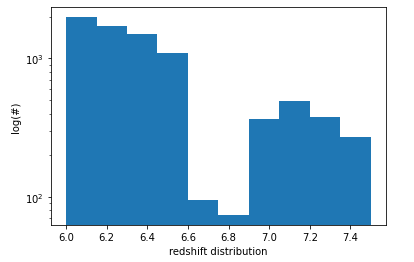 10³
10²
log(#)
6.0 6.2 6.4 6.6 6.8 7.0 7.2 7.4
redshift distribution